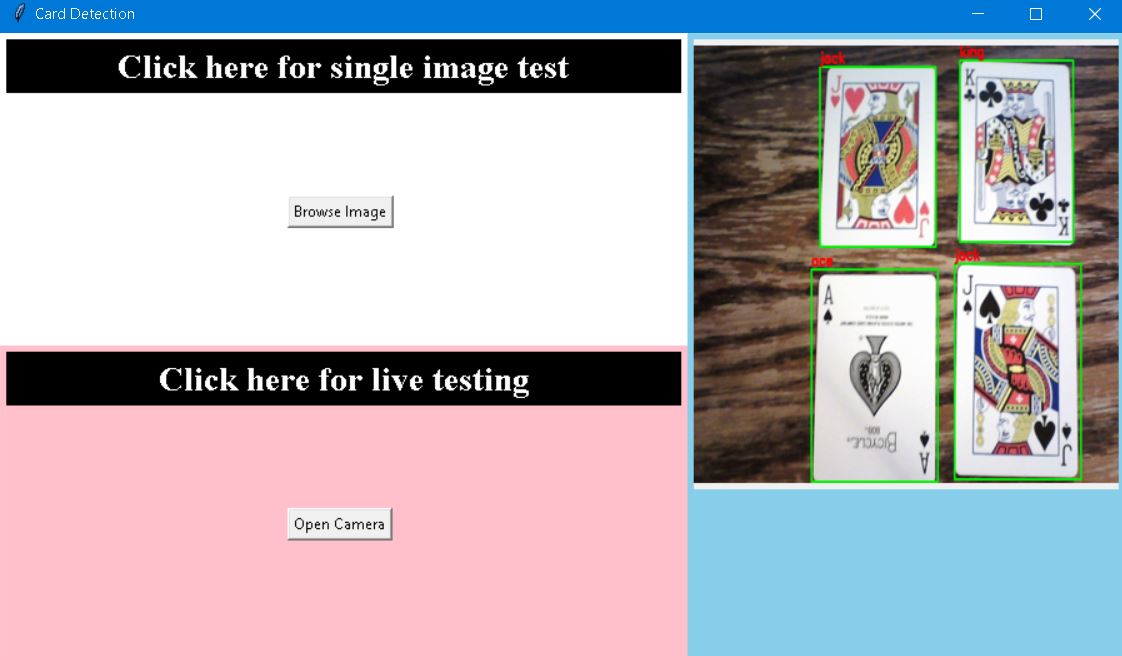 Card Detection
Click here for single image test
Browse Image
Click here for live testing
Open Camera
jack
king
J
J
K
K
ace
jack
A
BICYCLE
808
A
J
J